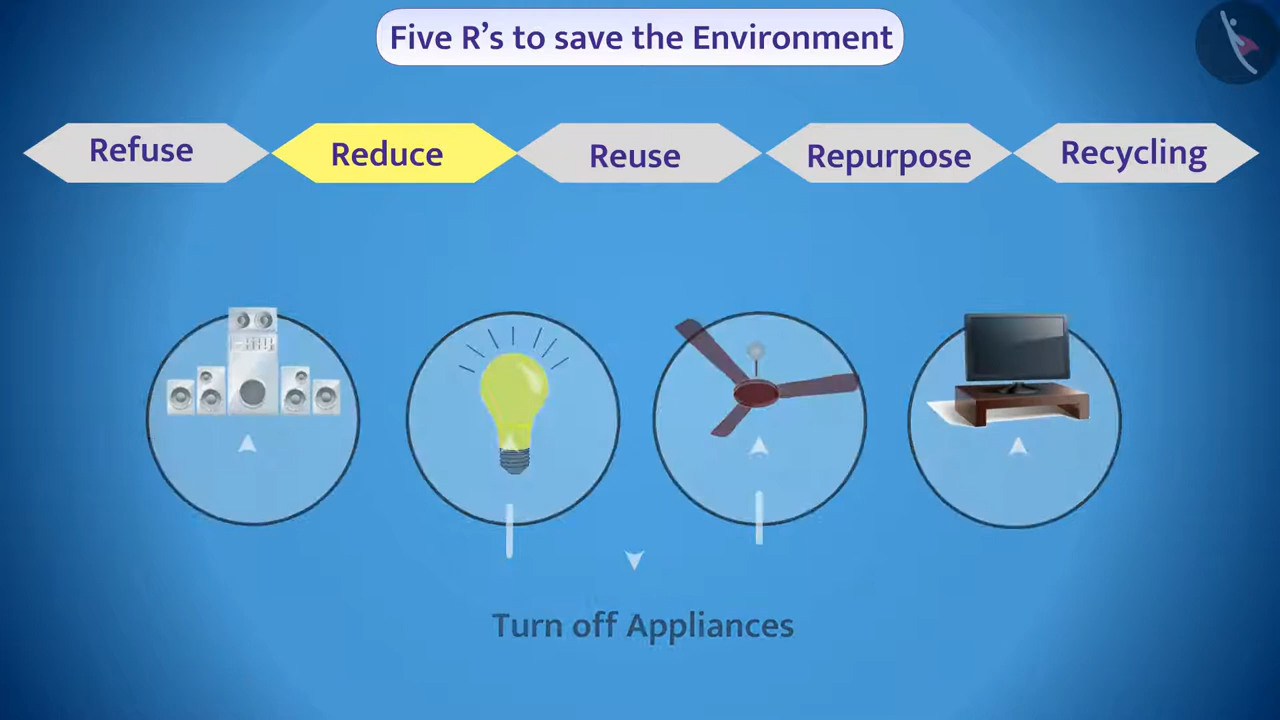 Five R’s to save the Environment
Refuse
Reduce
Reuse
Repurpose
Recycling
Turn off Appliances